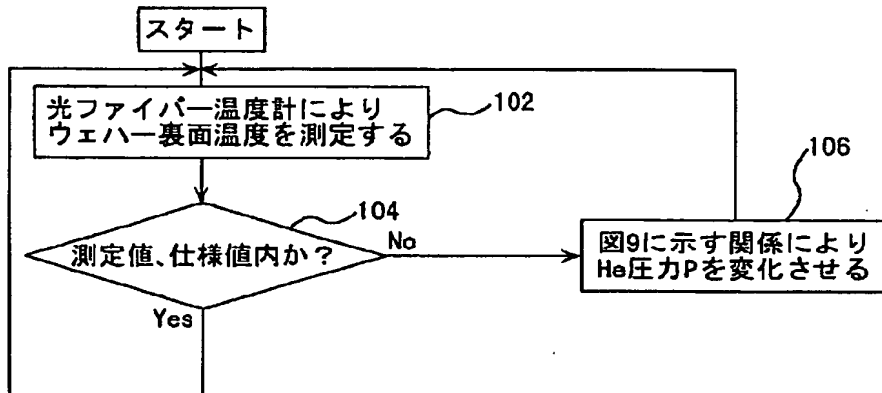 スタート
光ファイバー温度計により
ウェハー裏面温度を測定する
102
104
測定値、仕様値内か？
No
Yes
106
図9に示す関係により
He圧力Pを変化させる